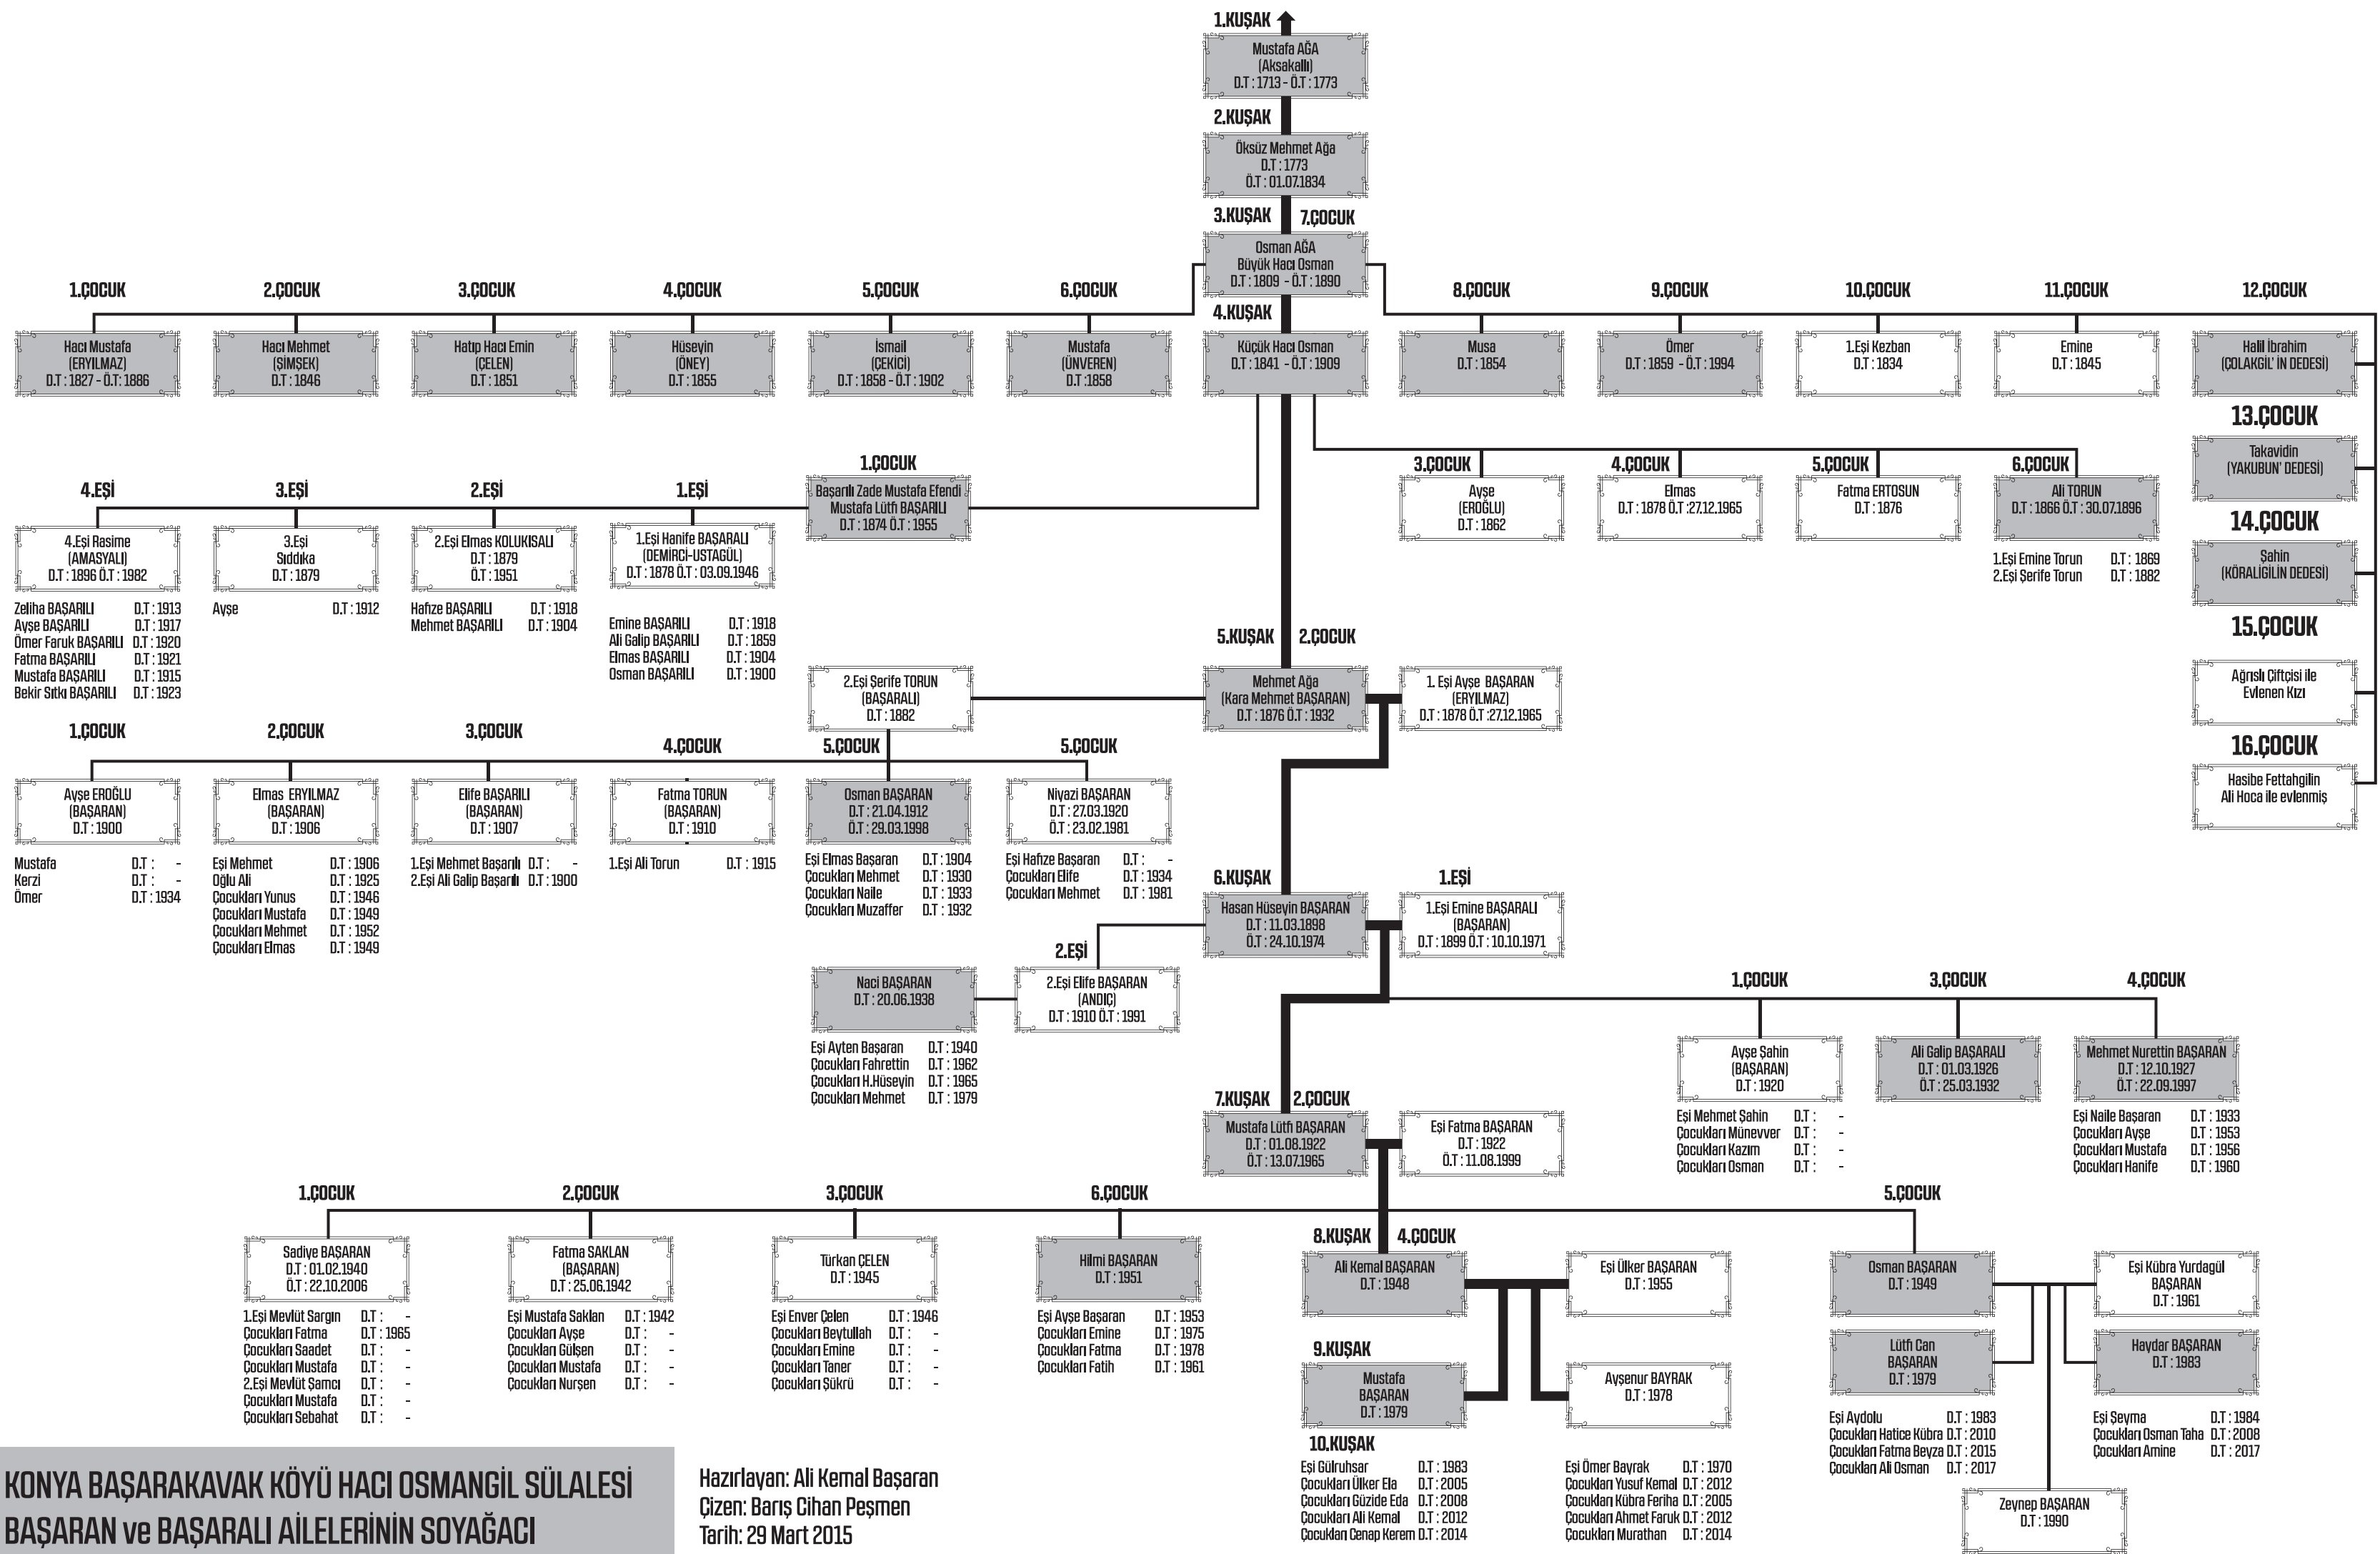 1.KUŞAK
Mustafa AĞA
(Aksakallı)
D.T : 1713 - Ö.T : 1773
2.KUŞAK
Öksüz Mehmet Ağa
D.T : 1773
Ö.T : 01.07.1834
3.KUŞAK 7.ÇOCUK
Osman AĞA
Büyük Hacı Osman
D.T : 1809 - Ö.T : 1890
1.ÇOCUK
Hacı Mustafa
(ERYILMAZ)
D.T : 1827 - Ö.T: 1886
2.ÇOCUK
Hacı Mehmet
(ŞİMŞEK)
D.T : 1846
3.ÇOCUK
Hatıp Hacı Emin
(ÇELEN)
D.T : 1851
4.ÇOCUK
Hüseyin
(ÖNEY)
D.T : 1855
5.ÇOCUK
İsmail
(ÇEKİCİ)
D.T : 1858 - Ö.T : 1902
6.ÇOCUK
Mustafa
(ÜNVEREN)
D.T :1858
4.KUŞAK
Küçük Hacı Osman
D.T : 1841 - Ö.T : 1909
8.ÇOCUK
Musa
D.T : 1854
9.ÇOCUK
Ömer
D.T : 1859 - Ö.T : 1994
10.ÇOCUK
1.Eşi Kezban
D.T : 1834
11.ÇOCUK
Emine
D.T : 1845
12.ÇOCUK
Halil İbrahim
(ÇOLAKGİL' İN DEDESİ)
13.ÇOCUK
Takavidin
(YAKUBUN' DEDESİ)
14.ÇOCUK
Şahin
(KÖRALİGİLİN DEDESİ)
15.ÇOCUK
Ağrıslı Çiftçisi ile
Evlenen Kızı
16.ÇOCUK
Hasibe Fettahgilin
Ali Hoca ile evlenmiş
4.EŞİ
4.Eşi Rasime
(AMASYALI)
D.T : 1896 Ö.T : 1982
Zeliha BAŞARILI D.T : 1913
Ayşe BAŞARILI D.T : 1917
Ömer Faruk BAŞARILI D.T : 1920
Fatma BAŞARILI D.T : 1921
Mustafa BAŞARILI D.T : 1915
Bekir Sıtkı BAŞARILI D.T : 1923
3.EŞİ
3.Eşi
Sıddıka
D.T : 1879
Ayşe D.T : 1912
2.EŞİ
2.Eşi Elmas KOLUKISALI
D.T : 1879
Ö.T : 1951
Hafize BAŞARILI D.T : 1918
Mehmet BAŞARILI D.T : 1904
1.EŞİ
1.Eşi Hanife BAŞARALI
(DEMİRCİ-USTAGÜL)
D.T : 1878 Ö.T : 03.09.1946
Emine BAŞARILI D.T : 1918
Ali Galip BAŞARILI D.T : 1859
Elmas BAŞARILI D.T : 1904
Osman BAŞARILI D.T : 1900
1.ÇOCUK
Başarılı Zade Mustafa Efendi
Mustafa Lütfi BAŞARILI
D.T : 1874 Ö.T : 1955
3.ÇOCUK
Ayşe
(EROĞLU)
D.T : 1862
4.ÇOCUK
Elmas
D.T : 1878 Ö.T :27.12.1965
5.ÇOCUK
Fatma ERTOSUN
D.T : 1876
6.ÇOCUK
Ali TORUN
D.T : 1866 Ö.T : 30.07.1896
1.Eşi Emine Torun D.T : 1869
2.Eşi Şerife Torun D.T : 1882
5.KUŞAK 2.ÇOCUK
2.Eşi Şerife TORUN
(BAŞARALI)
D.T : 1882
Mehmet Ağa
(Kara Mehmet BAŞARAN)
D.T : 1876 Ö.T : 1932
1. Eşi Ayşe BAŞARAN
(ERYILMAZ)
D.T : 1878 Ö.T :27.12.1965
1.ÇOCUK
Ayşe EROĞLU
(BAŞARAN)
D.T : 1900
Mustafa D.T : -
Kerzi D.T : -
Ömer D.T : 1934
2.ÇOCUK
Elmas ERYILMAZ
(BAŞARAN)
D.T : 1906
Eşi Mehmet D.T : 1906
Oğlu Ali D.T : 1925
Çocukları Yunus D.T : 1946
Çocukları Mustafa D.T : 1949
Çocukları Mehmet D.T : 1952
Çocukları Elmas D.T : 1949
3.ÇOCUK
Elife BAŞARILI
(BAŞARAN)
D.T : 1907
1.Eşi Mehmet Başarılı D.T : -
2.Eşi Ali Galip Başarılı D.T : 1900
4.ÇOCUK
Fatma TORUN
(BAŞARAN)
D.T : 1910
1.Eşi Ali Torun D.T : 1915
5.ÇOCUK
Osman BAŞARAN
D.T : 21.04.1912
Ö.T : 29.03.1998
Eşi Elmas Başaran D.T : 1904
Çocukları Mehmet D.T : 1930
Çocukları Naile D.T : 1933
Çocukları Muzaffer D.T : 1932
5.ÇOCUK
Niyazi BAŞARAN
D.T : 27.03.1920
Ö.T : 23.02.1981
Eşi Hafize Başaran D.T : -
Çocukları Elife D.T : 1934
Çocukları Mehmet D.T : 1981
6.KUŞAK
Hasan Hüseyin BAŞARAN
D.T : 11.03.1898
Ö.T : 24.10.1974
1.EŞİ
1.Eşi Emine BAŞARALI
(BAŞARAN)
D.T : 1899 Ö.T : 10.10.1971
2.EŞİ
Naci BAŞARAN
D.T : 20.06.1938
2.Eşi Elife BAŞARAN
(ANDIÇ)
D.T : 1910 Ö.T : 1991
Eşi Ayten Başaran D.T : 1940
Çocukları Fahrettin D.T : 1962
Çocukları H.Hüseyin D.T : 1965
Çocukları Mehmet D.T : 1979
1.ÇOCUK
Ayşe Şahin
(BAŞARAN)
D.T : 1920
Eşi Mehmet Şahin D.T : -
Çocukları Münevver D.T : -
Çocukları Kazım D.T : -
Çocukları Osman D.T : -
3.ÇOCUK
Ali Galip BAŞARALI
D.T : 01.03.1926
Ö.T : 25.03.1932
4.ÇOCUK
Mehmet Nurettin BAŞARAN
D.T : 12.10.1927
Ö.T : 22.09.1997
Eşi Naile Başaran D.T : 1933
Çocukları Ayşe D.T : 1953
Çocukları Mustafa D.T : 1956
Çocukları Hanife D.T : 1960
7.KUŞAK 2.ÇOCUK
Mustafa Lütfi BAŞARAN
D.T : 01.08.1922
Ö.T : 13.07.1965
Eşi Fatma BAŞARAN
D.T : 1922
Ö.T : 11.08.1999
1.ÇOCUK
Sadiye BAŞARAN
D.T : 01.02.1940
Ö.T : 22.10.2006
1.Eşi Mevlüt Sargın D.T : -
Çocukları Fatma D.T : 1965
Çocukları Saadet D.T : -
Çocukları Mustafa D.T : -
2.Eşi Mevlüt Şamcı D.T : -
Çocukları Mustafa D.T : -
Çocukları Sebahat D.T : -
2.ÇOCUK
Fatma SAKLAN
(BAŞARAN)
D.T : 25.06.1942
Eşi Mustafa Saklan D.T : 1942
Çocukları Ayşe D.T : -
Çocukları Gülşen D.T : -
Çocukları Mustafa D.T : -
Çocukları Nurşen D.T : -
3.ÇOCUK
Türkan ÇELEN
D.T : 1945
Eşi Enver Çelen D.T : 1946
Çocukları Beytullah D.T : -
Çocukları Emine D.T : -
Çocukları Taner D.T : -
Çocukları Şükrü D.T : -
6.ÇOCUK
Hilmi BAŞARAN
D.T : 1951
Eşi Ayşe Başaran D.T : 1953
Çocukları Emine D.T : 1975
Çocukları Fatma D.T : 1978
Çocukları Fatih D.T : 1961
8.KUŞAK 4.ÇOCUK
Ali Kemal BAŞARAN
D.T : 1948
Eşi Ülker BAŞARAN
D.T : 1955
9.KUŞAK
Mustafa
BAŞARAN
D.T : 1979
Ayşenur BAYRAK
D.T : 1978
10.KUŞAK
Eşi Gülruhsar D.T : 1983
Çocukları Ülker Ela D.T : 2005
Çocukları Güzide Eda D.T : 2008
Çocukları Ali Kemal D.T : 2012
Çocukları Cenap Kerem D.T : 2014
Eşi Ömer Bayrak D.T : 1970
Çocukları Yusuf Kemal D.T : 2012
Çocukları Kübra Feriha D.T : 2005
Çocukları Ahmet Faruk D.T : 2012
Çocukları Murathan D.T : 2014
5.ÇOCUK
Osman BAŞARAN
D.T : 1949
Eşi Kübra Yurdagül
BAŞARAN
D.T : 1961
Lütfi Can
BAŞARAN
D.T : 1979
Haydar BAŞARAN
D.T : 1983
Eşi Aydolu D.T : 1983
Çocukları Hatice Kübra D.T : 2010
Çocukları Fatma Beyza D.T : 2015
Çocukları Ali Osman D.T : 2017
Eşi Şeyma D.T : 1984
Çocukları Osman Taha D.T : 2008
Çocukları Amine D.T : 2017
Zeynep BAŞARAN
D.T : 1990
KONYA BAŞARAKAVAK KÖYÜ HACI OSMANGİL SÜLALESİ
BAŞARAN ve BAŞARALI AİLELERİNİN SOYAĞACI
Hazırlayan: Ali Kemal Başaran
Çizen: Barış Cihan Peşmen
Tarih: 29 Mart 2015